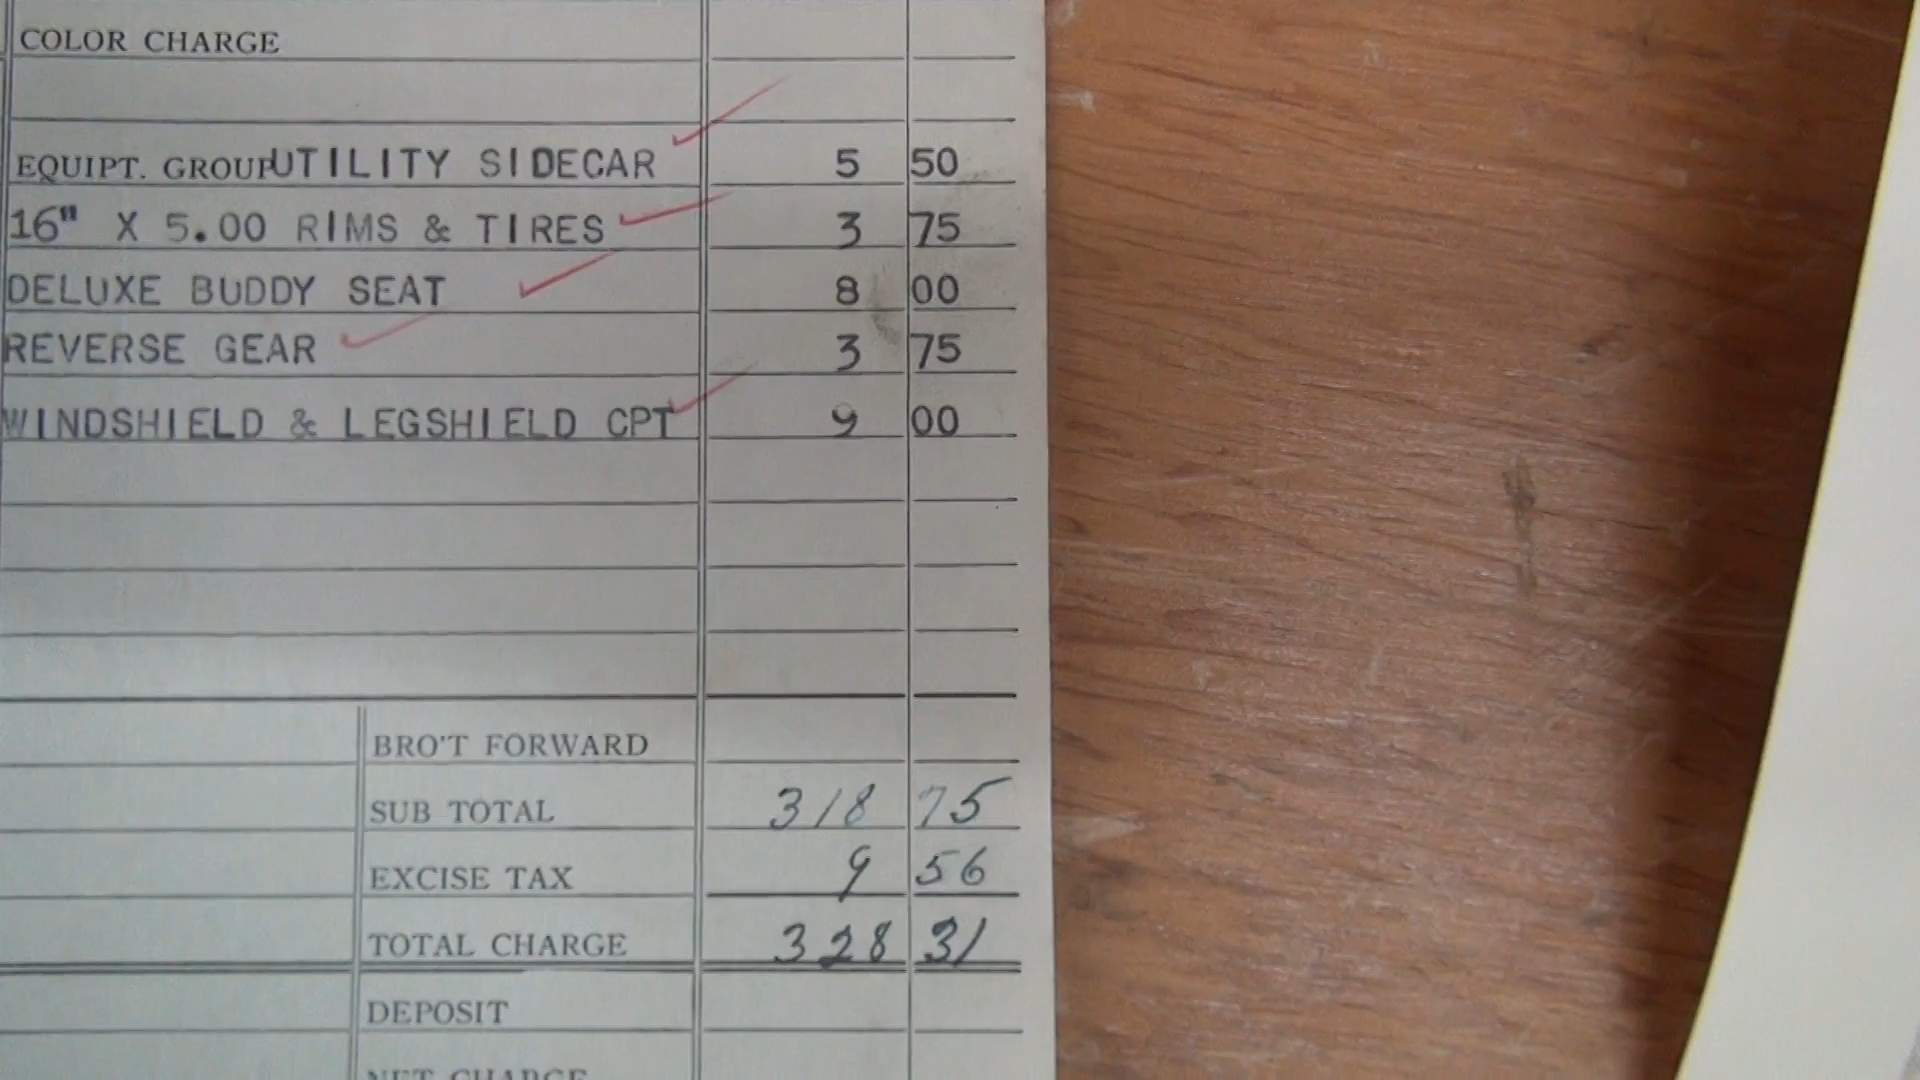 COLOR CHARGE
EQUIPT. GROUP UTILITY SIDECAR 5 50
16" X 5.00 RIMS & TIRES 3 75
DELUXE BUDDY SEAT 8 00
REVERSE GEAR 3 75
WINDSHIELD & LEGSHIELD CPT 9 00
BRO'T FORWARD
SUB TOTAL 318 75
EXCISE TAX 9 56
TOTAL CHARGE 328 31
DEPOSIT
NET CHARGE